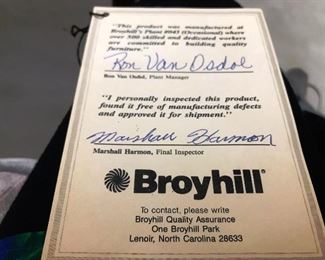 "This product was manufactured at
Broyhill's Plant #945 (Occasional) where
over 500 skilled and dedicated workers
are committed to building quality
furniture."
Ron Van Osdol
Ron Van Osdol, Plant Manager
"I personally inspected this product,
found it free of manufacturing defects
and approved it for shipment."
Marshall Harmon
Marshall Harmon, Final Inspector
Broyhill®
To contact, please write
Broyhill Quality Assurance
One Broyhill Park
Lenoir, North Carolina 28633